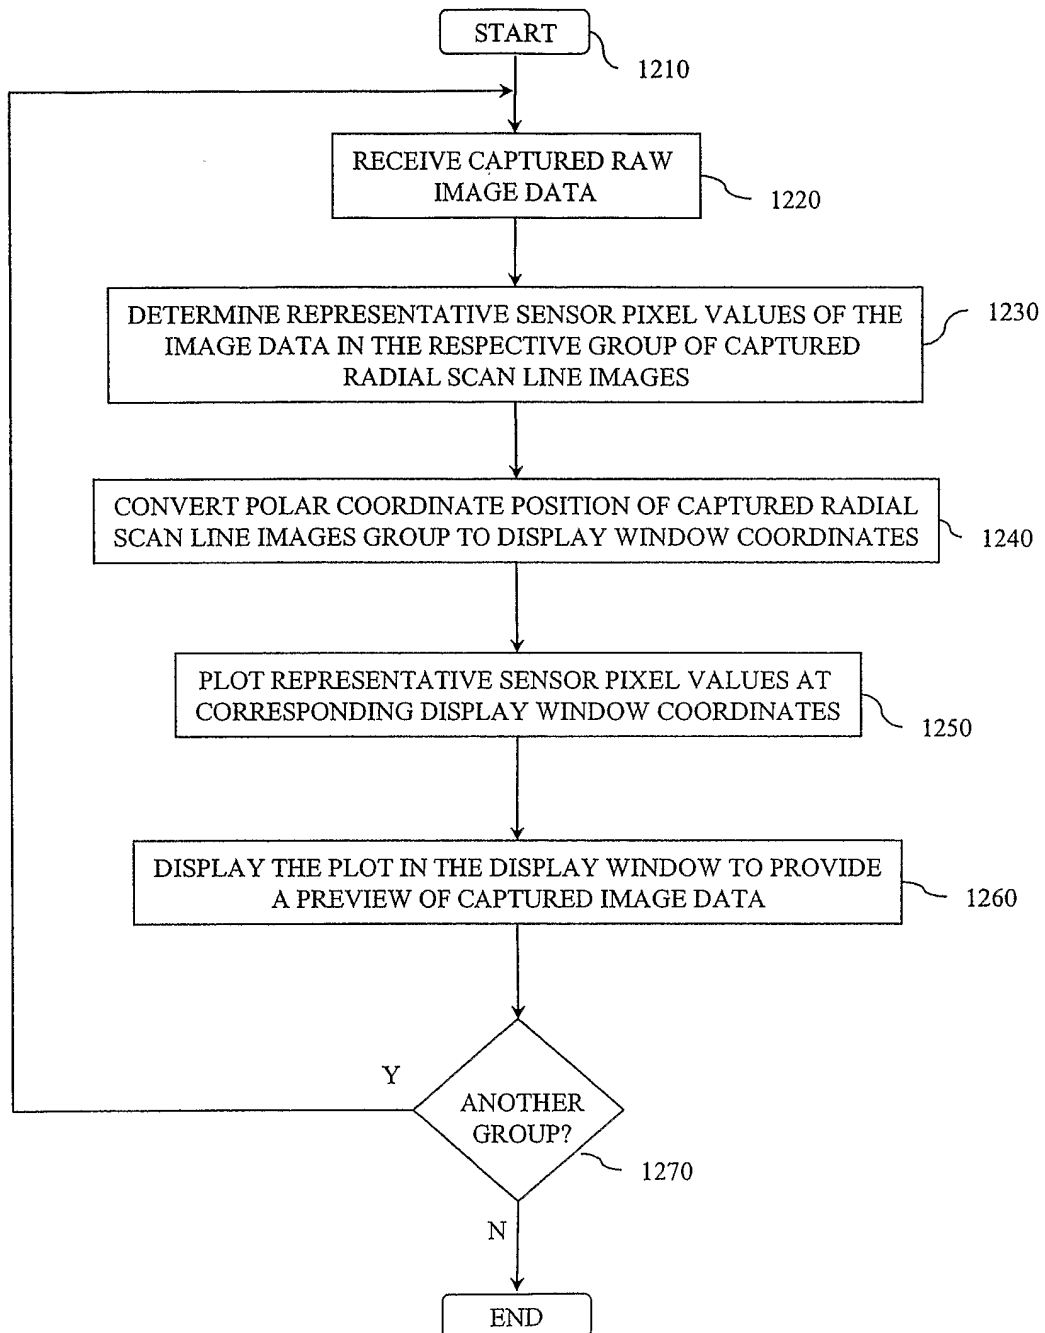 START
1210
RECEIVE CAPTURED RAW
IMAGE DATA
1220
DETERMINE REPRESENTATIVE SENSOR PIXEL VALUES OF THE
IMAGE DATA IN THE RESPECTIVE GROUP OF CAPTURED
RADIAL SCAN LINE IMAGES
1230
CONVERT POLAR COORDINATE POSITION OF CAPTURED RADIAL
SCAN LINE IMAGES GROUP TO DISPLAY WINDOW COORDINATES
1240
PLOT REPRESENTATIVE SENSOR PIXEL VALUES AT
CORRESPONDING DISPLAY WINDOW COORDINATES
1250
DISPLAY THE PLOT IN THE DISPLAY WINDOW TO PROVIDE
A PREVIEW OF CAPTURED IMAGE DATA
1260
Y
ANOTHER
GROUP?
1270
N
END